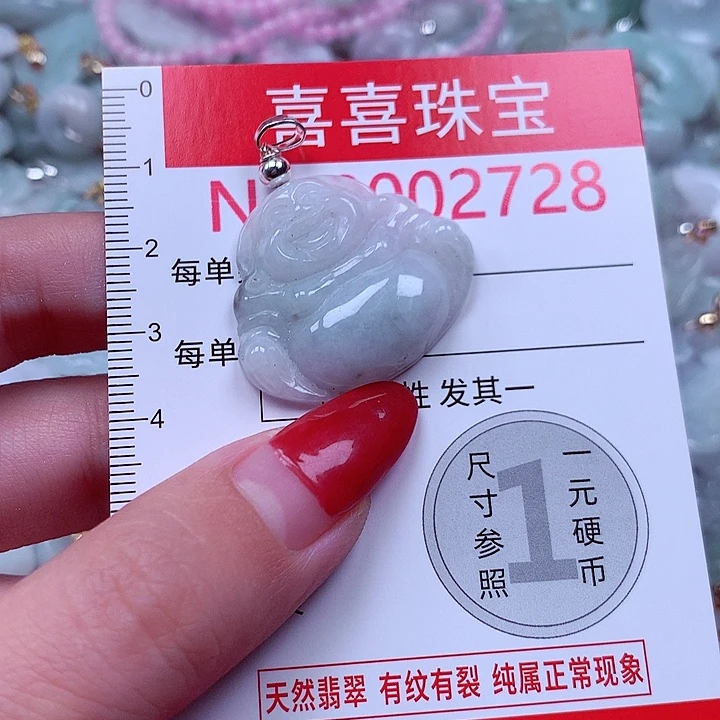 喜喜珠宝
N 002728
0
1
2
3
4
每单
每单
性 发其一
尺寸参照
1
一元硬币
天然翡翠 有纹有裂 纯属正常现象